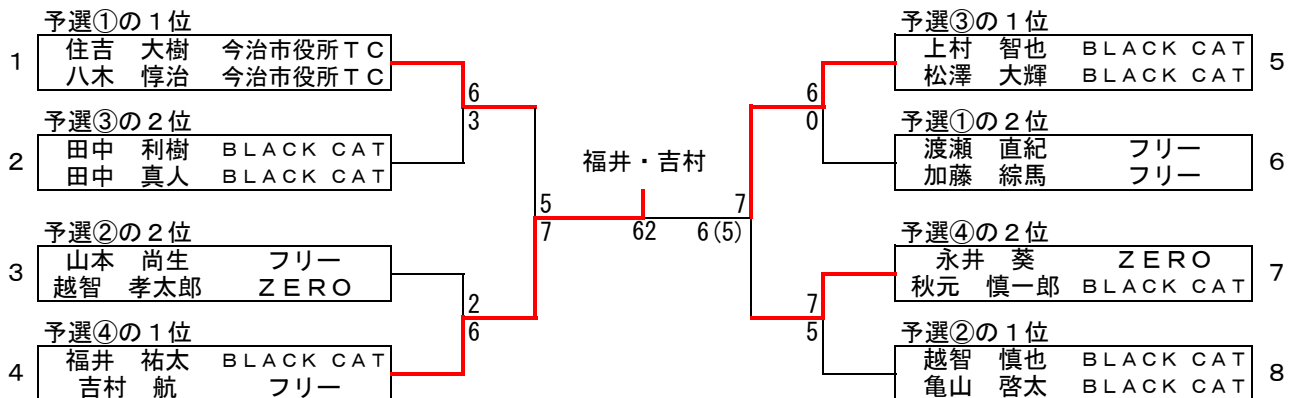 予選①の１位
1 住吉 大樹 今治市役所ＴＣ
八木 惇治 今治市役所ＴＣ
6
3
予選③の２位
2 田中 利樹 ＢＬＡＣＫ ＣＡＴ
田中 真人 ＢＬＡＣＫ ＣＡＴ
5
7
予選②の２位
3 山本 尚生 フリー
越智 孝太郎 ＺＥＲＯ
2
6
予選④の１位
4 福井 祐太 ＢＬＡＣＫ ＣＡＴ
吉村 航 フリー
福井・吉村
62
予選③の１位
上村 智也 ＢＬＡＣＫ ＣＡＴ 5
松澤 大輝 ＢＬＡＣＫ ＣＡＴ
6
0
予選①の２位
渡瀬 直紀 フリー 6
加藤 綜馬 フリー
7
6(5)
予選④の２位
永井 葵 ＺＥＲＯ 7
秋元 慎一郎 ＢＬＡＣＫ ＣＡＴ
7
5
予選②の１位
越智 慎也 ＢＬＡＣＫ ＣＡＴ 8
亀山 啓太 ＢＬＡＣＫ ＣＡＴ